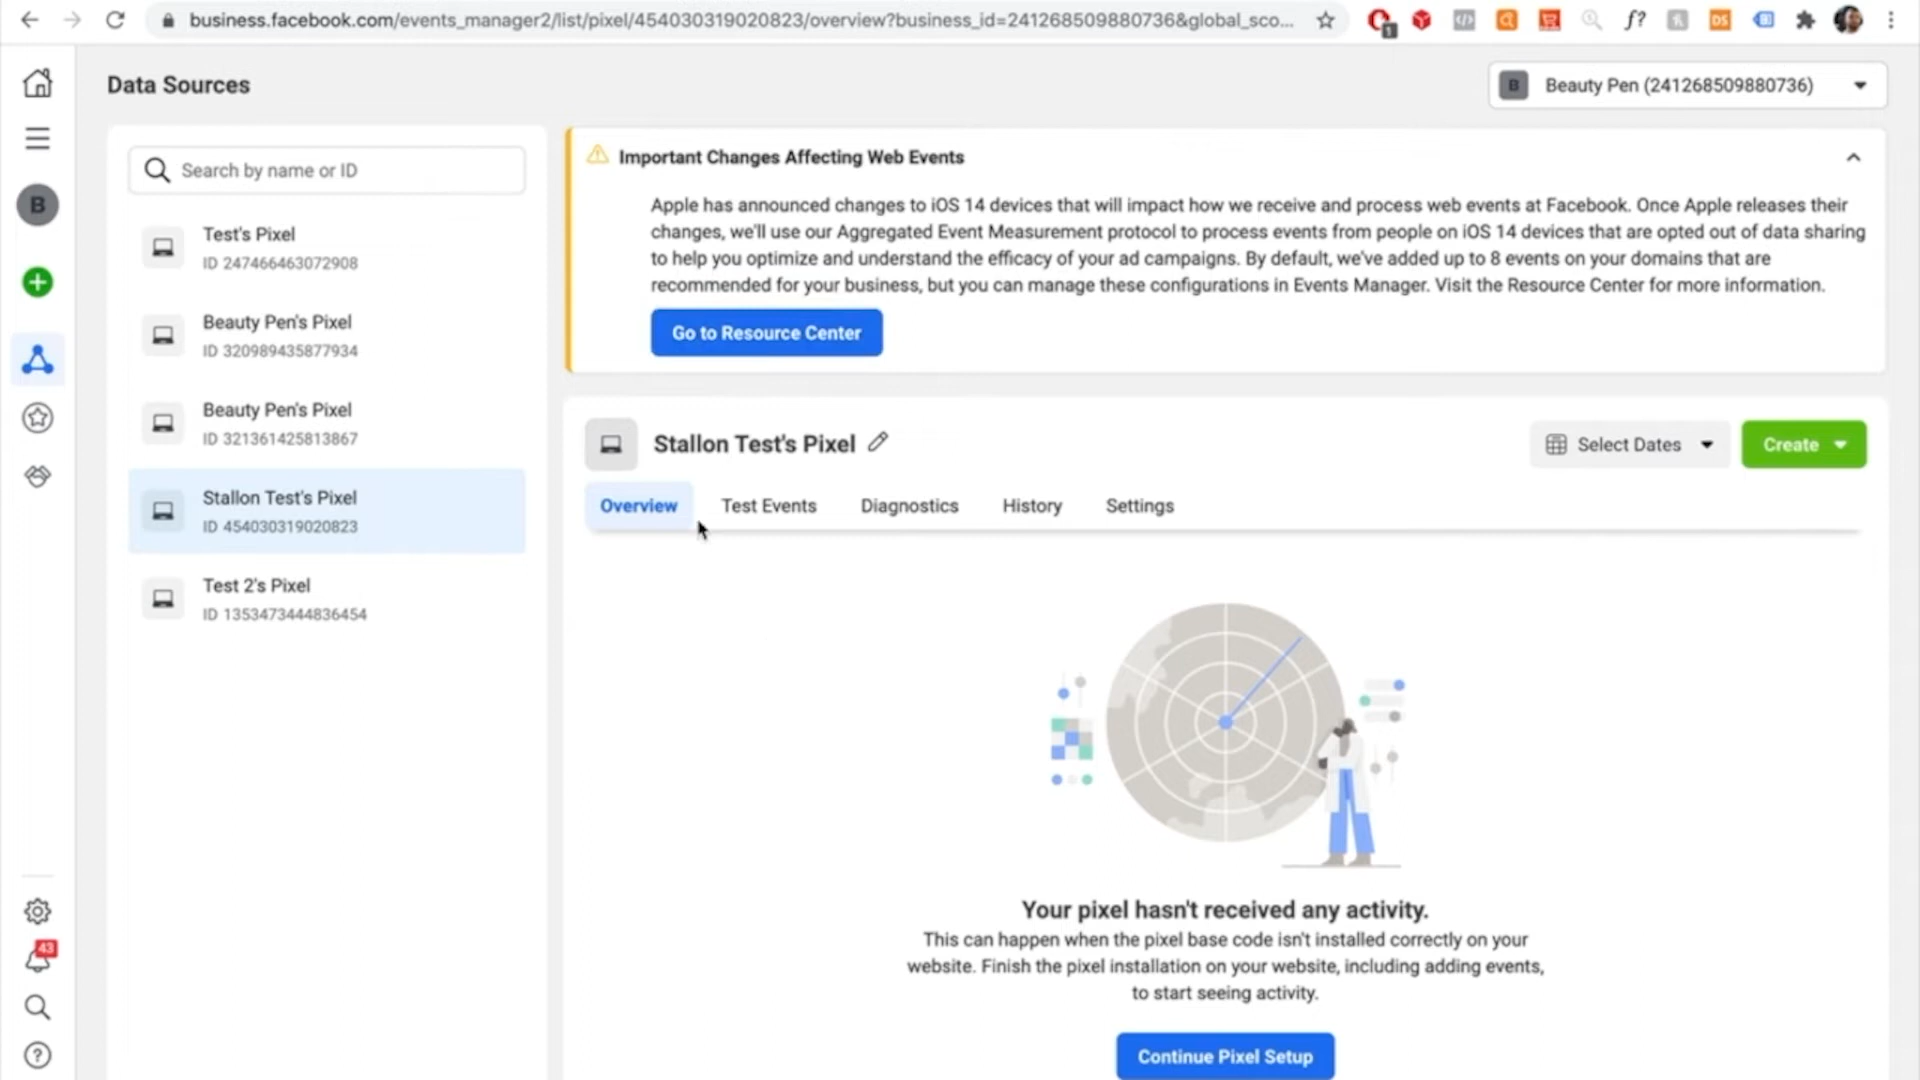 business.facebook.com/events_manager2/list/pixel/454030319020823/overview?business_id=241268509880736&global_sco...
1
f?
DS
Data Sources
B
Beauty Pen (241268509880736)
B
Search by name or ID
Test's Pixel
ID 247466463072908
Beauty Pen's Pixel
ID 320989435877934
Beauty Pen's Pixel
ID 321361425813867
Stallon Test's Pixel
ID 454030319020823
Test 2's Pixel
ID 1353473444836454
Important Changes Affecting Web Events
Apple has announced changes to iOS 14 devices that will impact how we receive and process web events at Facebook. Once Apple releases their
changes, we'll use our Aggregated Event Measurement protocol to process events from people on iOS 14 devices that are opted out of data sharing
to help you optimize and understand the efficacy of your ad campaigns. By default, we've added up to 8 events on your domains that are
recommended for your business, but you can manage these configurations in Events Manager. Visit the Resource Center for more information.
Go to Resource Center
Stallon Test's Pixel
Select Dates
Create
Overview
Test Events
Diagnostics
History
Settings
Your pixel hasn't received any activity.
This can happen when the pixel base code isn't installed correctly on your
website. Finish the pixel installation on your website, including adding events,
to start seeing activity.
Continue Pixel Setup
43